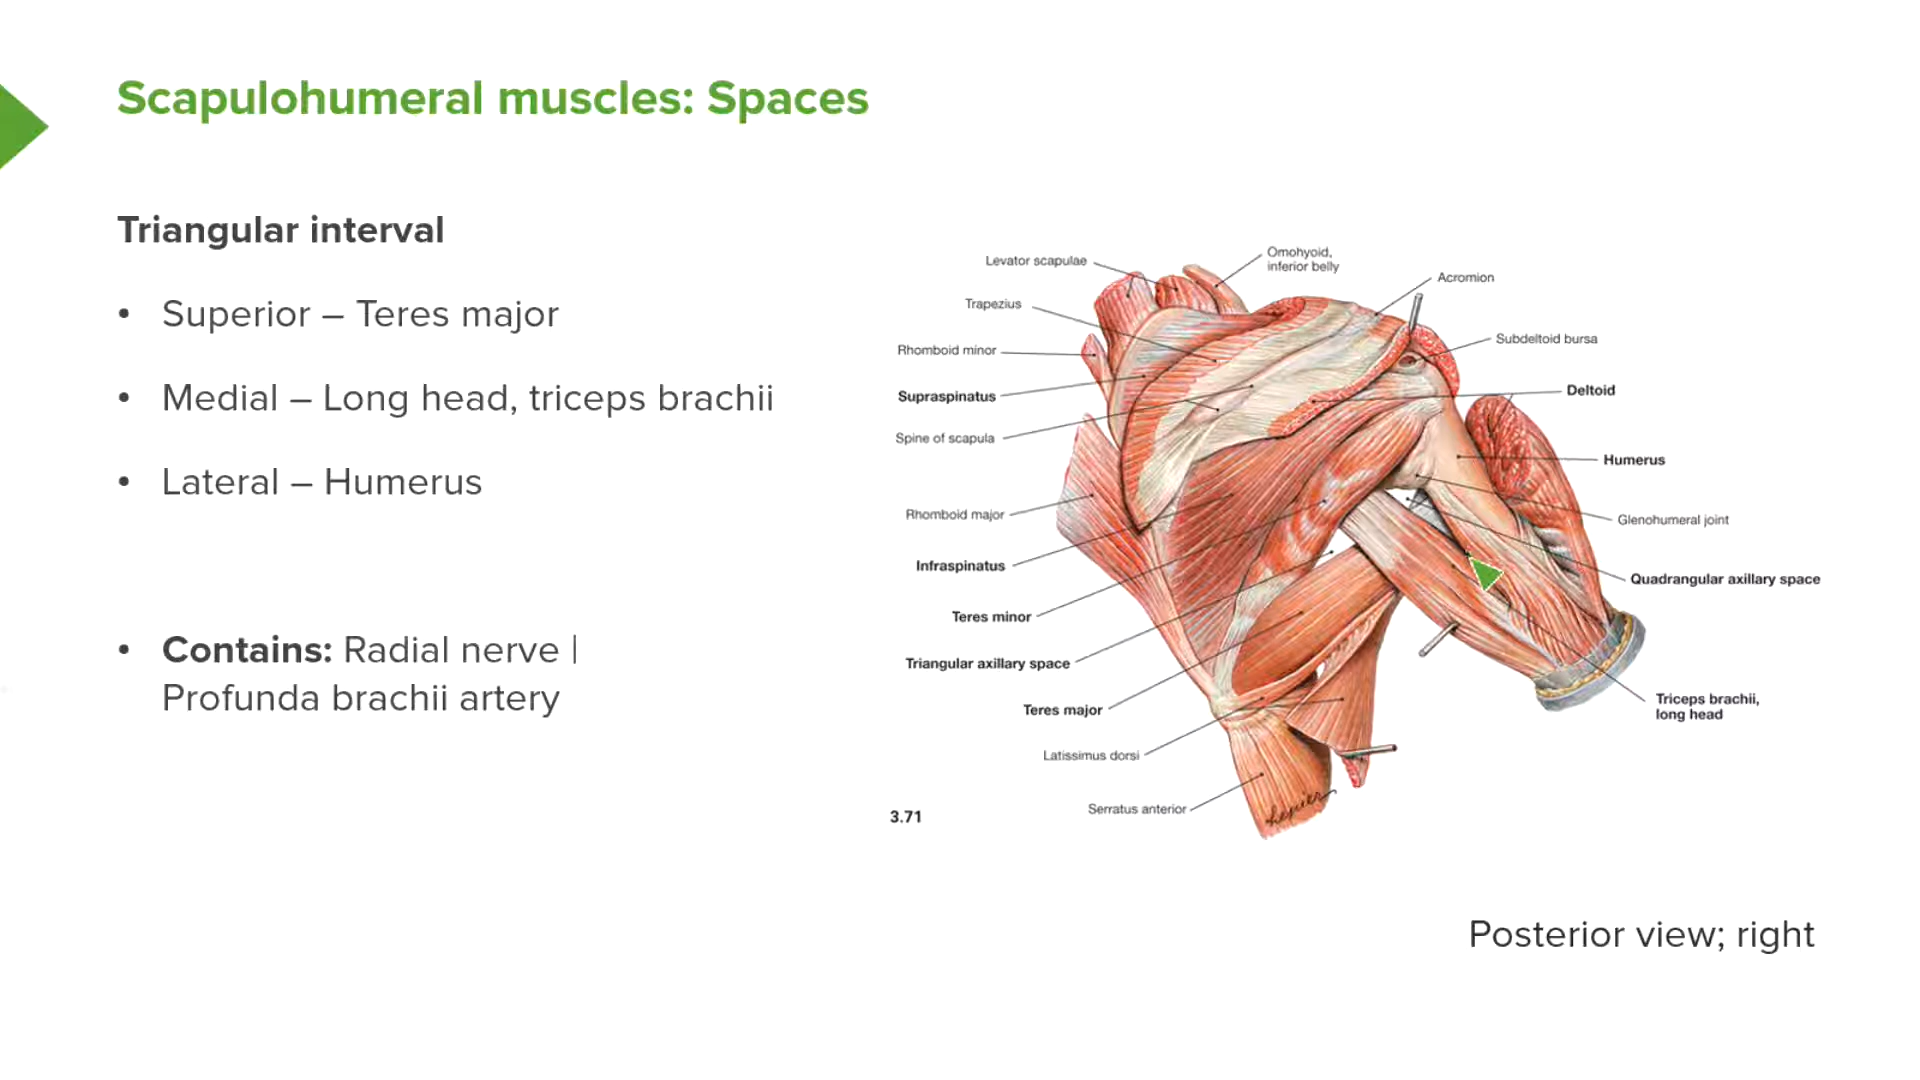 Scapulohumeral muscles: Spaces
Triangular interval
• Superior – Teres major
• Medial – Long head, triceps brachii
• Lateral – Humerus
• Contains: Radial nerve |
Profunda brachii artery
Levator scapulae
Trapezius
Rhomboid minor
Supraspinatus
Spine of scapula
Rhomboid major
Infraspinatus
Teres minor
Triangular axillary space
Teres major
Latissimus dorsi
Serratus anterior
Omohyoid,
inferior belly
Acromion
Subdeltoid bursa
Deltoid
Humerus
Glenohumeral joint
Quadrangular axillary space
Triceps brachii,
long head
3.71
Posterior view; right